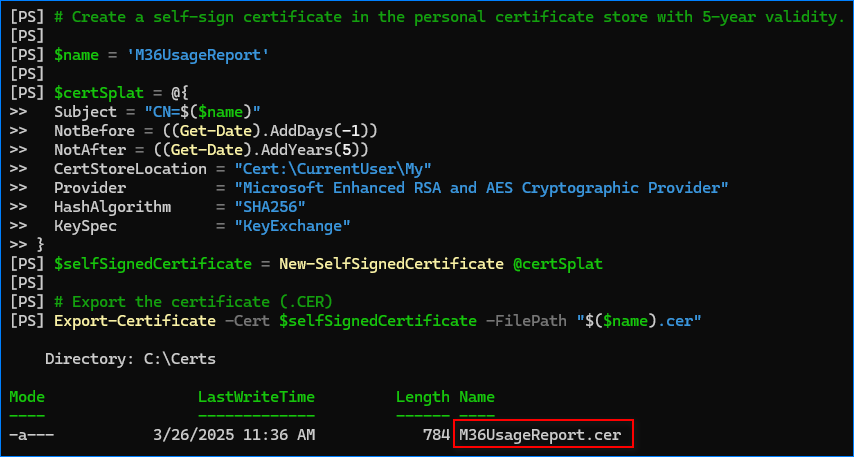 [PS] # Create a self-sign certificate in the personal certificate store with 5-year validity.
[PS]
[PS] $name = 'M36UsageReport'
[PS]
[PS] $certSplat = @{
>>   Subject = "CN=$($name)"
>>   NotBefore = ((Get-Date).AddDays(-1))
>>   NotAfter = ((Get-Date).AddYears(5))
>>   CertStoreLocation = "Cert:\CurrentUser\My"
>>   Provider          = "Microsoft Enhanced RSA and AES Cryptographic Provider"
>>   HashAlgorithm     = "SHA256"
>>   KeySpec           = "KeyExchange"
>> }
[PS] $selfSignedCertificate = New-SelfSignedCertificate @certSplat
[PS]
[PS] # Export the certificate (.CER)
[PS] Export-Certificate -Cert $selfSignedCertificate -FilePath "$($name).cer"
    Directory: C:\Certs
Mode                 LastWriteTime         Length Name
----                 -------------         ------ ----
-a---           3/26/2025 11:36 AM            784 M36UsageReport.cer